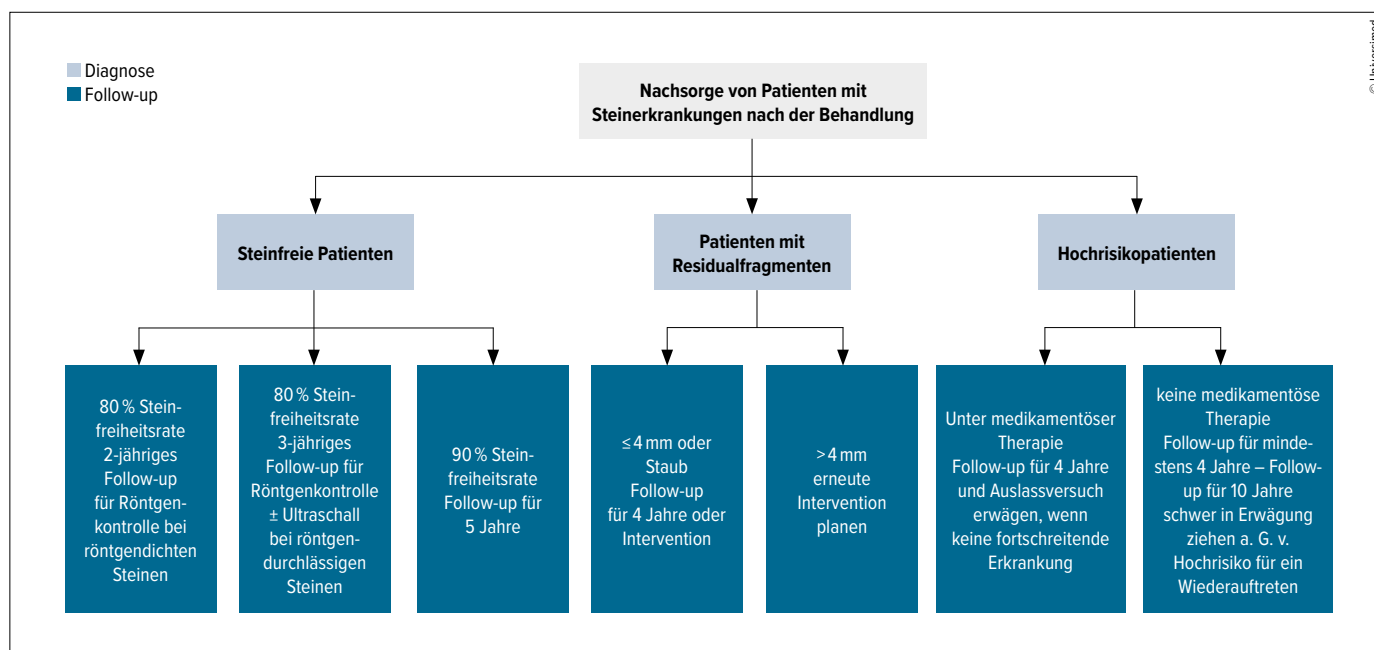 © Universimed
Diagnose
Follow-up
Nachsorge von Patienten mit
Steinerkrankungen nach der Behandlung
Steinfreie Patienten
Patienten mit
Residualfragmenten
Hochrisikopatienten
80 % Stein-
freiheitsrate
2-jähriges
Follow-up
für Röntgen-
kontrolle bei
röntgendichten
Steinen
80 % Stein-
freiheitsrate
3-jähriges
Follow-up für
Röntgenkontrolle
± Ultraschall
bei röntgen-
durchlässigen
Steinen
90 % Stein-
freiheitsrate
Follow-up für
5 Jahre
≤ 4 mm oder
Staub
Follow-up
für 4 Jahre oder
Intervention
> 4 mm
erneute
Intervention
planen
Unter medikamentöser
Therapie
Follow-up für 4 Jahre
und Auslassversuch
erwägen, wenn
keine fortschreitende
Erkrankung
keine medikamentöse
Therapie
Follow-up für minde-
stens 4 Jahre – Follow-
up für 10 Jahre
schwer in Erwägung
ziehen a. G. v.
Hochrisiko für ein
Wiederauftreten